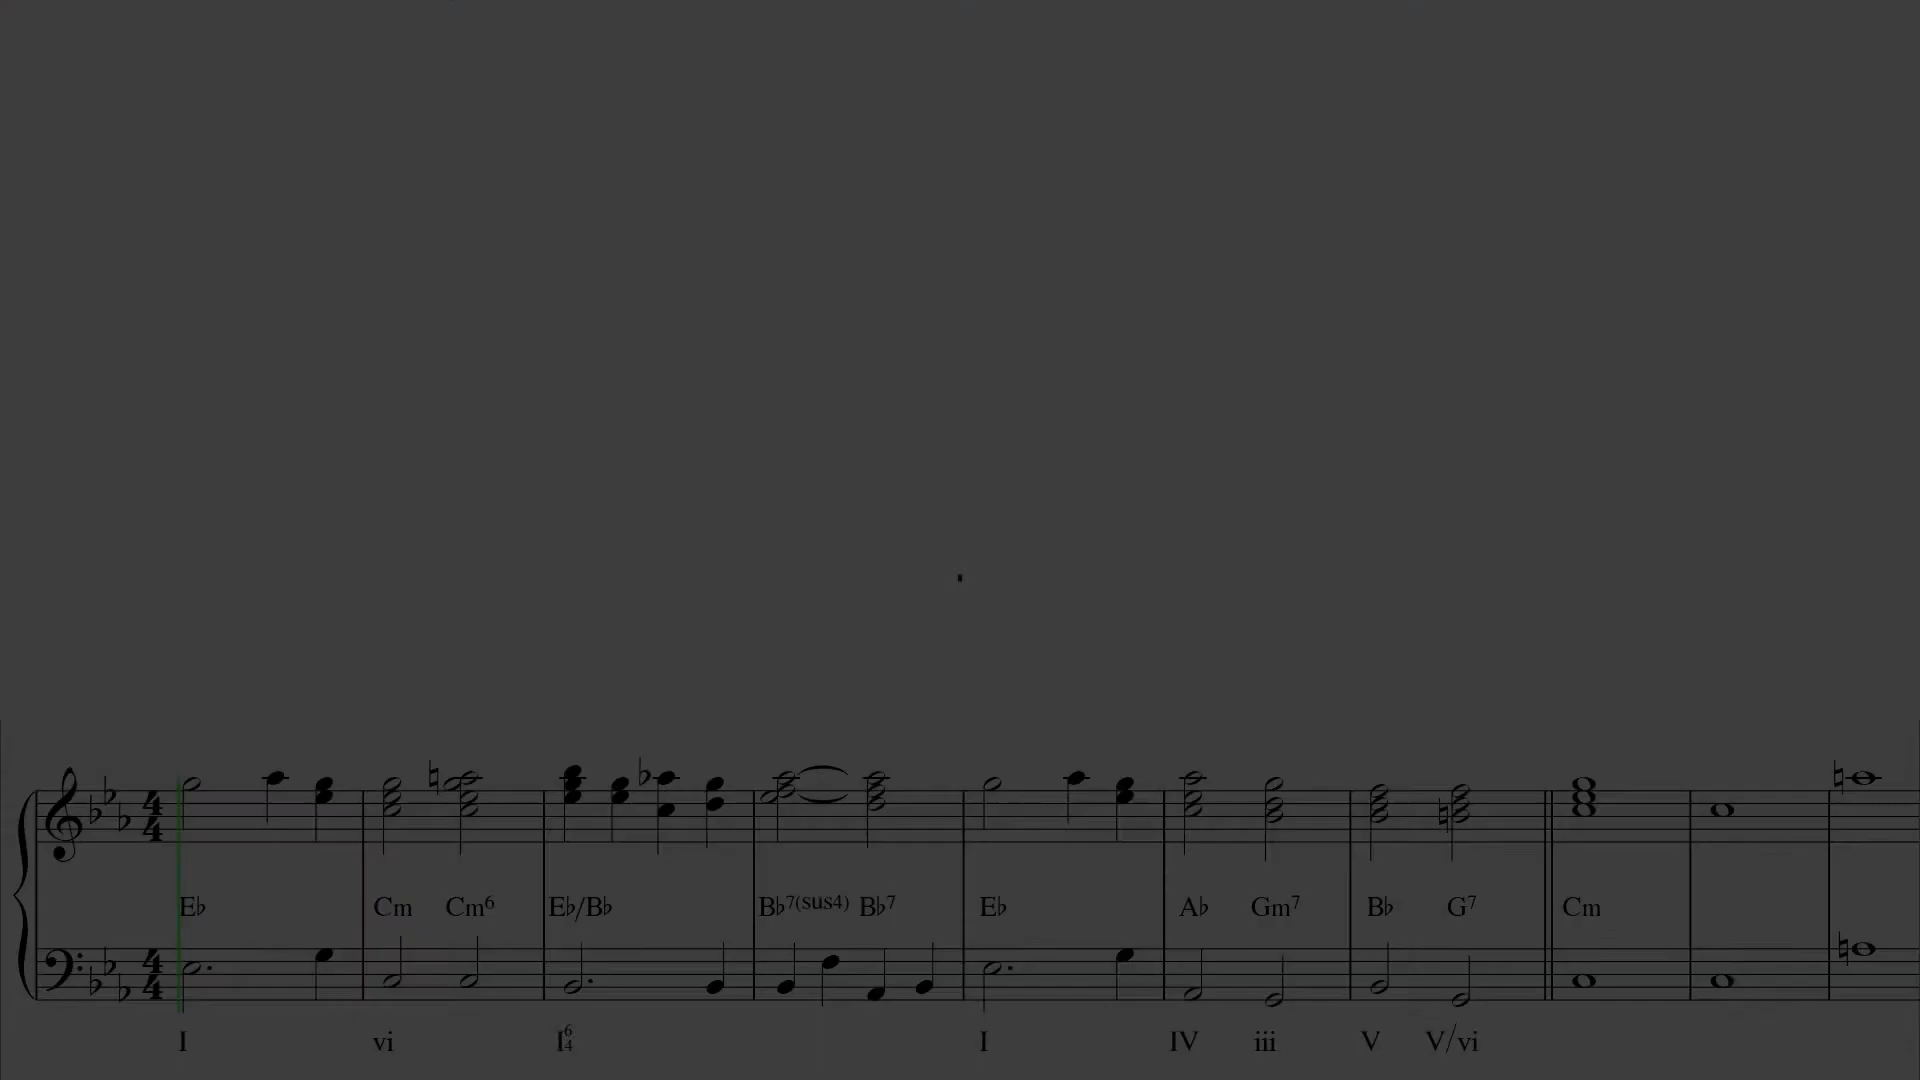 E♭ Cm Cm6 E♭/B♭ B♭7(sus4) B♭7 E♭ A♭ Gm7 B♭ G7 Cm
I vi I64 I IV iii V V/vi